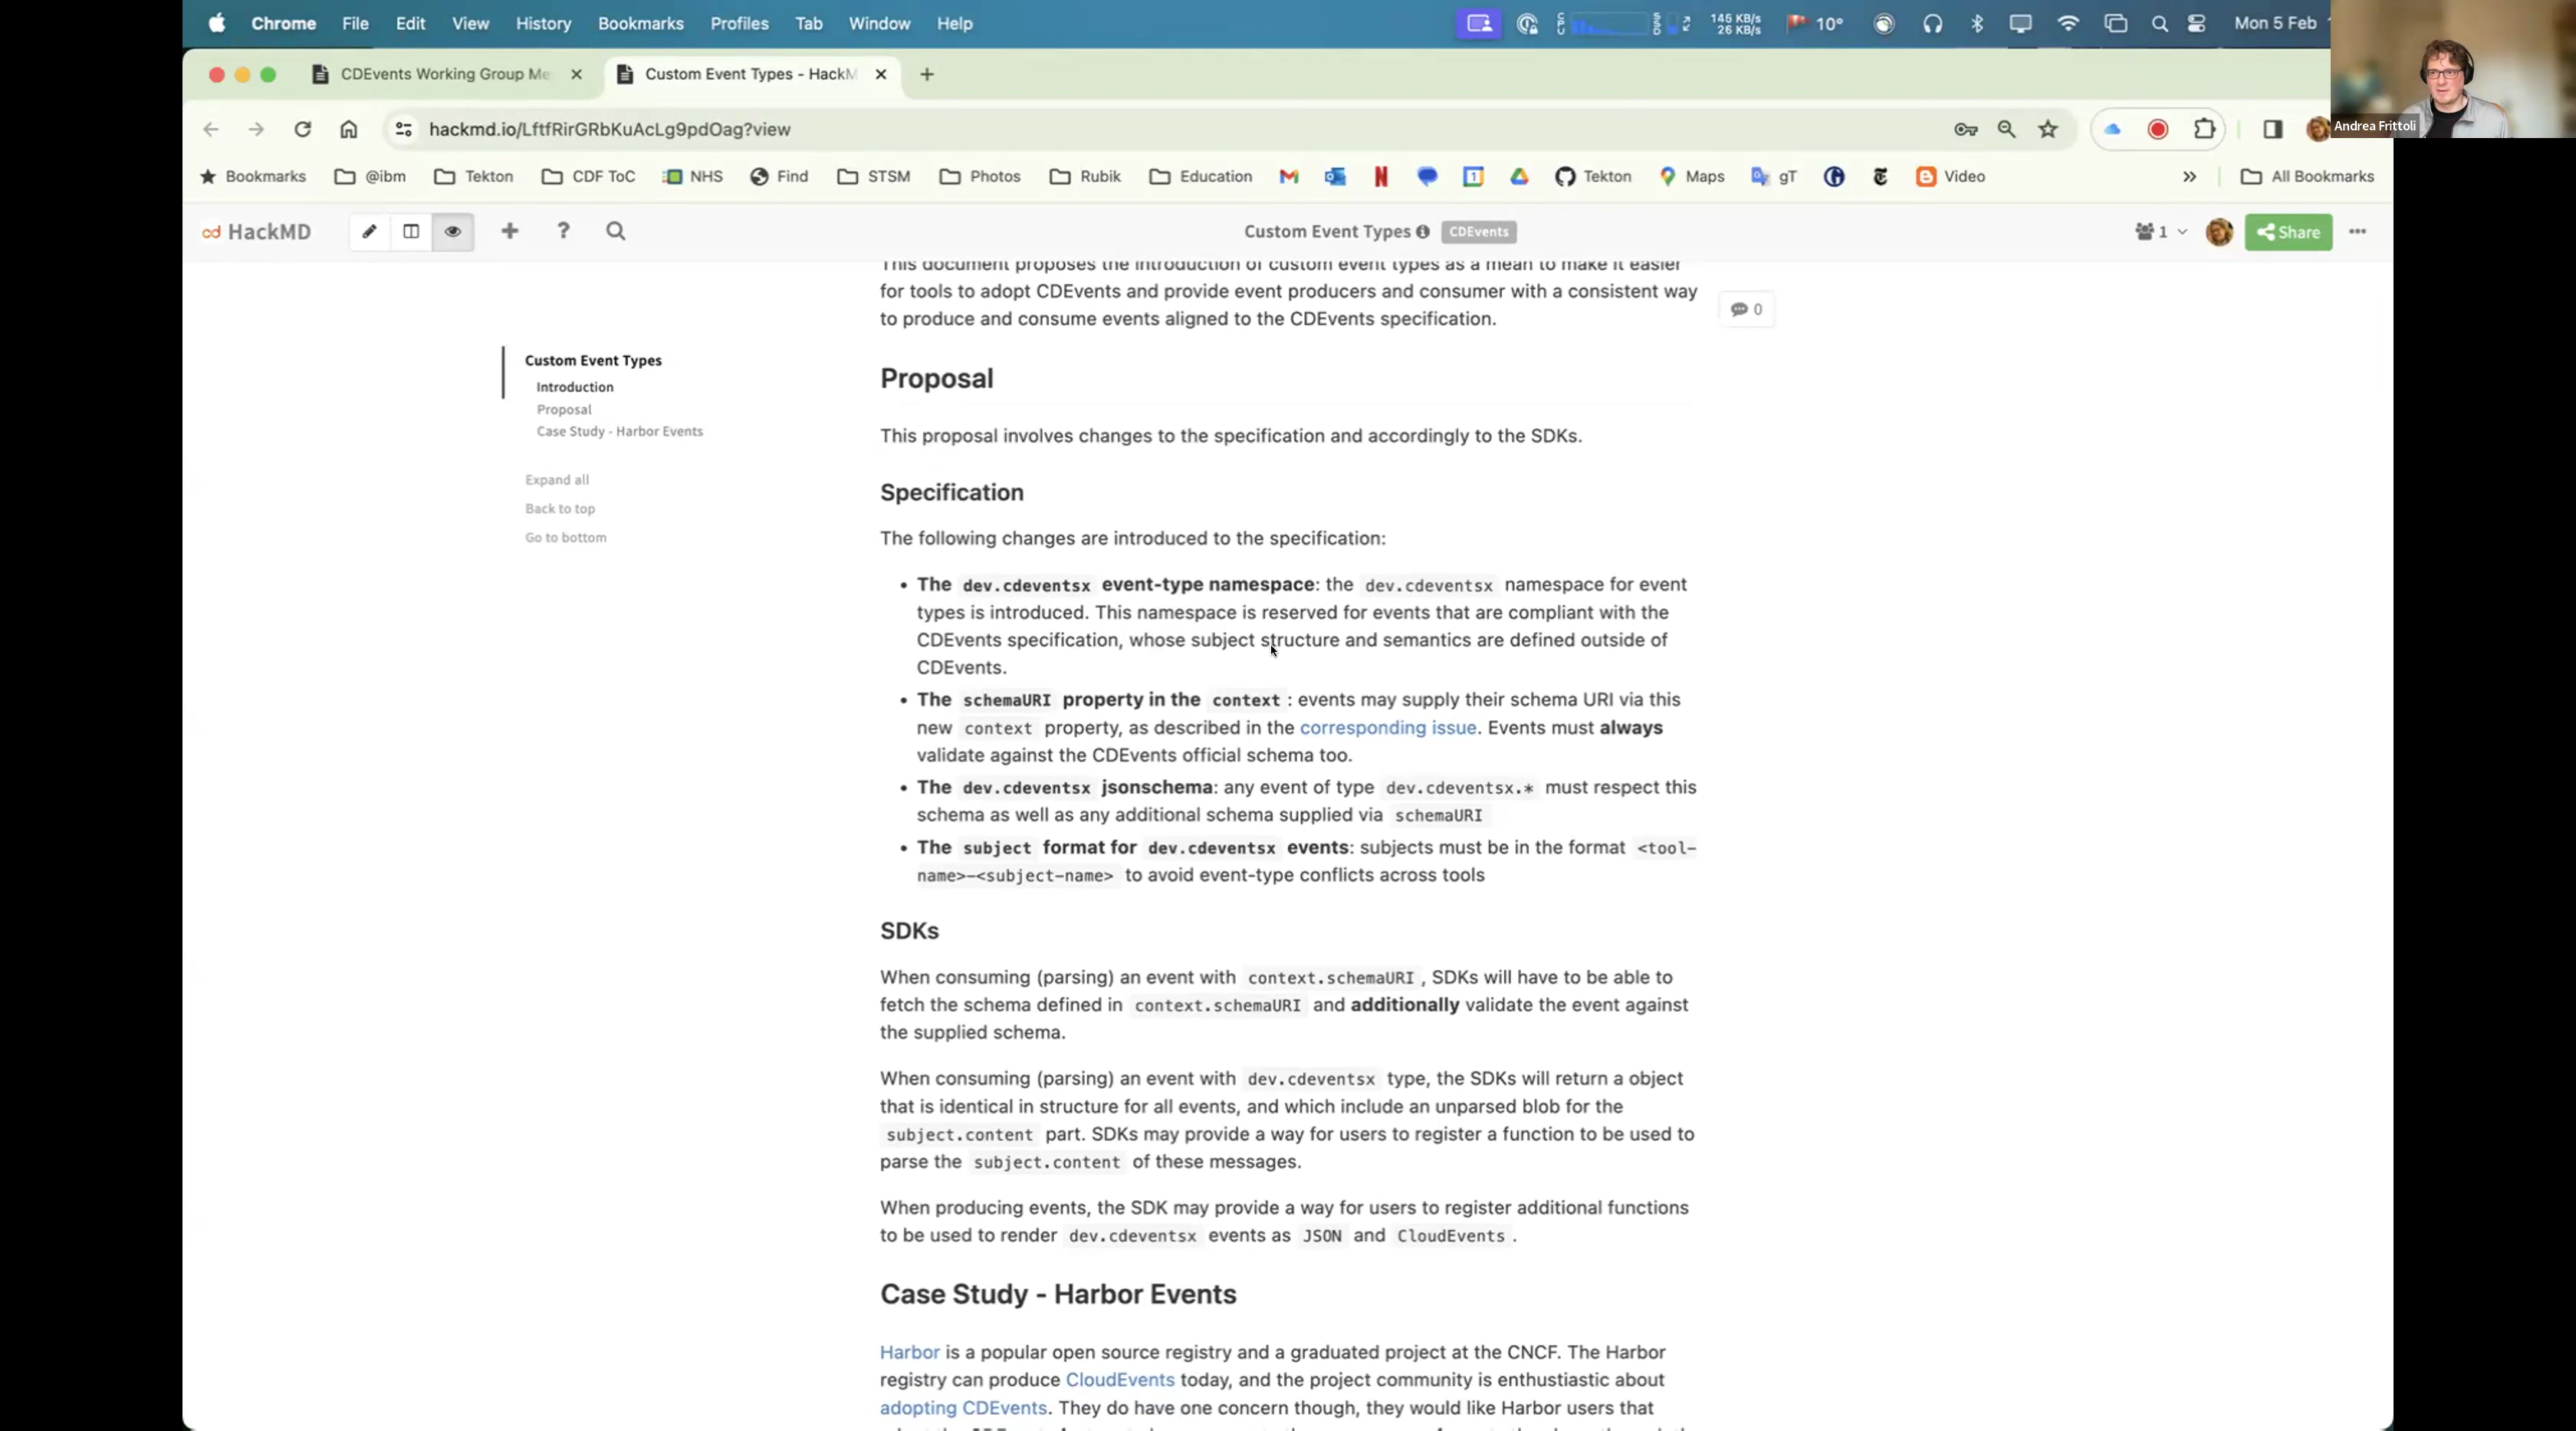 Chrome File Edit View History Bookmarks Profiles Tab Window Help 145 KB/s 26 KB/s 10° Mon 5 Feb
CDEvents Working Group Me Custom Event Types - HackM
Andrea Frittoli
hackmd.io/LftfRirGRbKuAcLg9pdOag?view
Bookmarks @ibm Tekton CDF ToC NHS Find STSM Photos Rubik Education Tekton Maps gT Video All Bookmarks
HackMD Custom Event Types CDEvents 1 Share
This document proposes the introduction of custom event types as a mean to make it easier
for tools to adopt CDEvents and provide event producers and consumer with a consistent way
to produce and consume events aligned to the CDEvents specification.
0
Custom Event Types
Introduction
Proposal
Case Study - Harbor Events
Expand all
Back to top
Go to bottom
Proposal
This proposal involves changes to the specification and accordingly to the SDKs.
Specification
The following changes are introduced to the specification:
• The dev.cdeventsx event-type namespace: the dev.cdeventsx namespace for event
types is introduced. This namespace is reserved for events that are compliant with the
CDEvents specification, whose subject structure and semantics are defined outside of
CDEvents.
• The schemaURI property in the context : events may supply their schema URI via this
new context property, as described in the corresponding issue. Events must always
validate against the CDEvents official schema too.
• The dev.cdeventsx jsonschema: any event of type dev.cdeventsx.* must respect this
schema as well as any additional schema supplied via schemaURI
• The subject format for dev.cdeventsx events: subjects must be in the format <tool-
name>-<subject-name> to avoid event-type conflicts across tools
SDKs
When consuming (parsing) an event with context.schemaURI , SDKs will have to be able to
fetch the schema defined in context.schemaURI and additionally validate the event against
the supplied schema.
When consuming (parsing) an event with dev.cdeventsx type, the SDKs will return a object
that is identical in structure for all events, and which include an unparsed blob for the
subject.content part. SDKs may provide a way for users to register a function to be used to
parse the subject.content of these messages.
When producing events, the SDK may provide a way for users to register additional functions
to be used to render dev.cdeventsx events as JSON and CloudEvents .
Case Study - Harbor Events
Harbor is a popular open source registry and a graduated project at the CNCF. The Harbor
registry can produce CloudEvents today, and the project community is enthustiastic about
adopting CDEvents. They do have one concern though, they would like Harbor users that